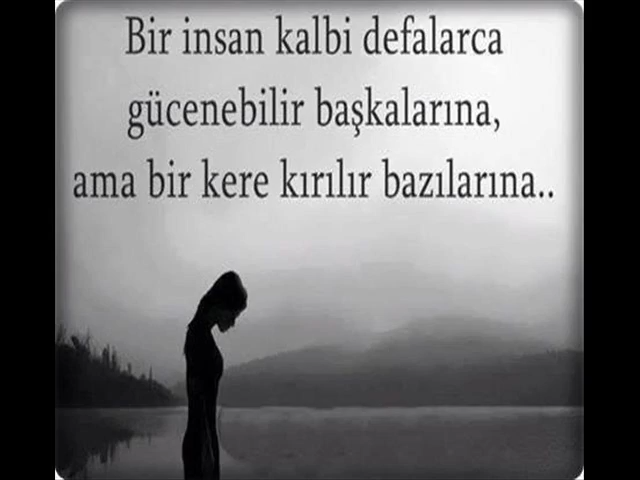 Bir insan kalbi defalarca
gücenebilir başkalarına,
ama bir kere kırılır bazılarına..